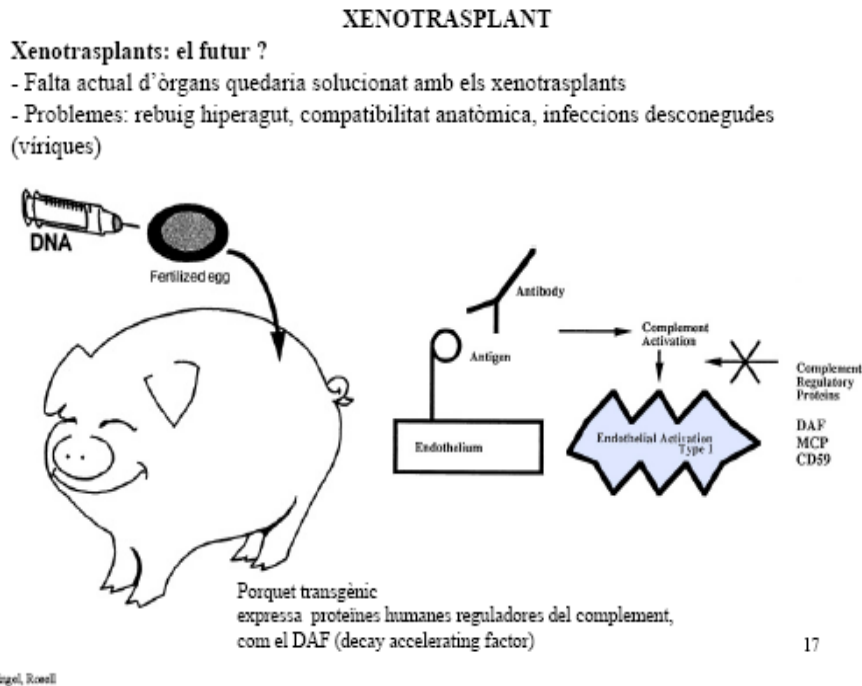 XENOTRASPLANT
Xenotrasplants: el futur ?
- Falta actual d'òrgans quedaria solucionat amb els xenotrasplants
- Problemes: rebuig hiperagut, compatibilitat anatòmica, infeccions desconegudes
(víriques)
DNA
Fertilized egg
Antibody
Antigen
Endothelium
Complement
Activation
Endothelial Activation
Type I
Complement
Regulatory
Proteins
DAF
MCP
CD59
Porquet transgènic
expressa proteïnes humanes reguladores del complement,
com el DAF (decay accelerating factor)
17
Rosell